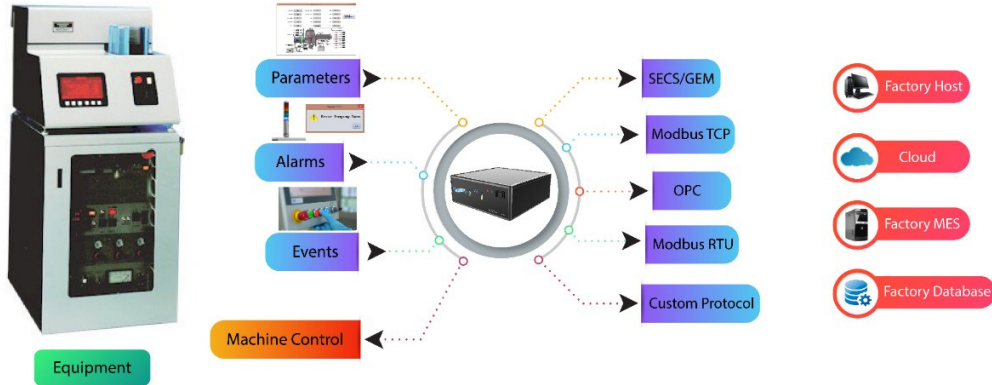 Parameters
Alarms
Events
Machine Control
Equipment
SECS/GEM
Modbus TCP
OPC
Modbus RTU
Custom Protocol
Factory Host
Cloud
Factory MES
Factory Database